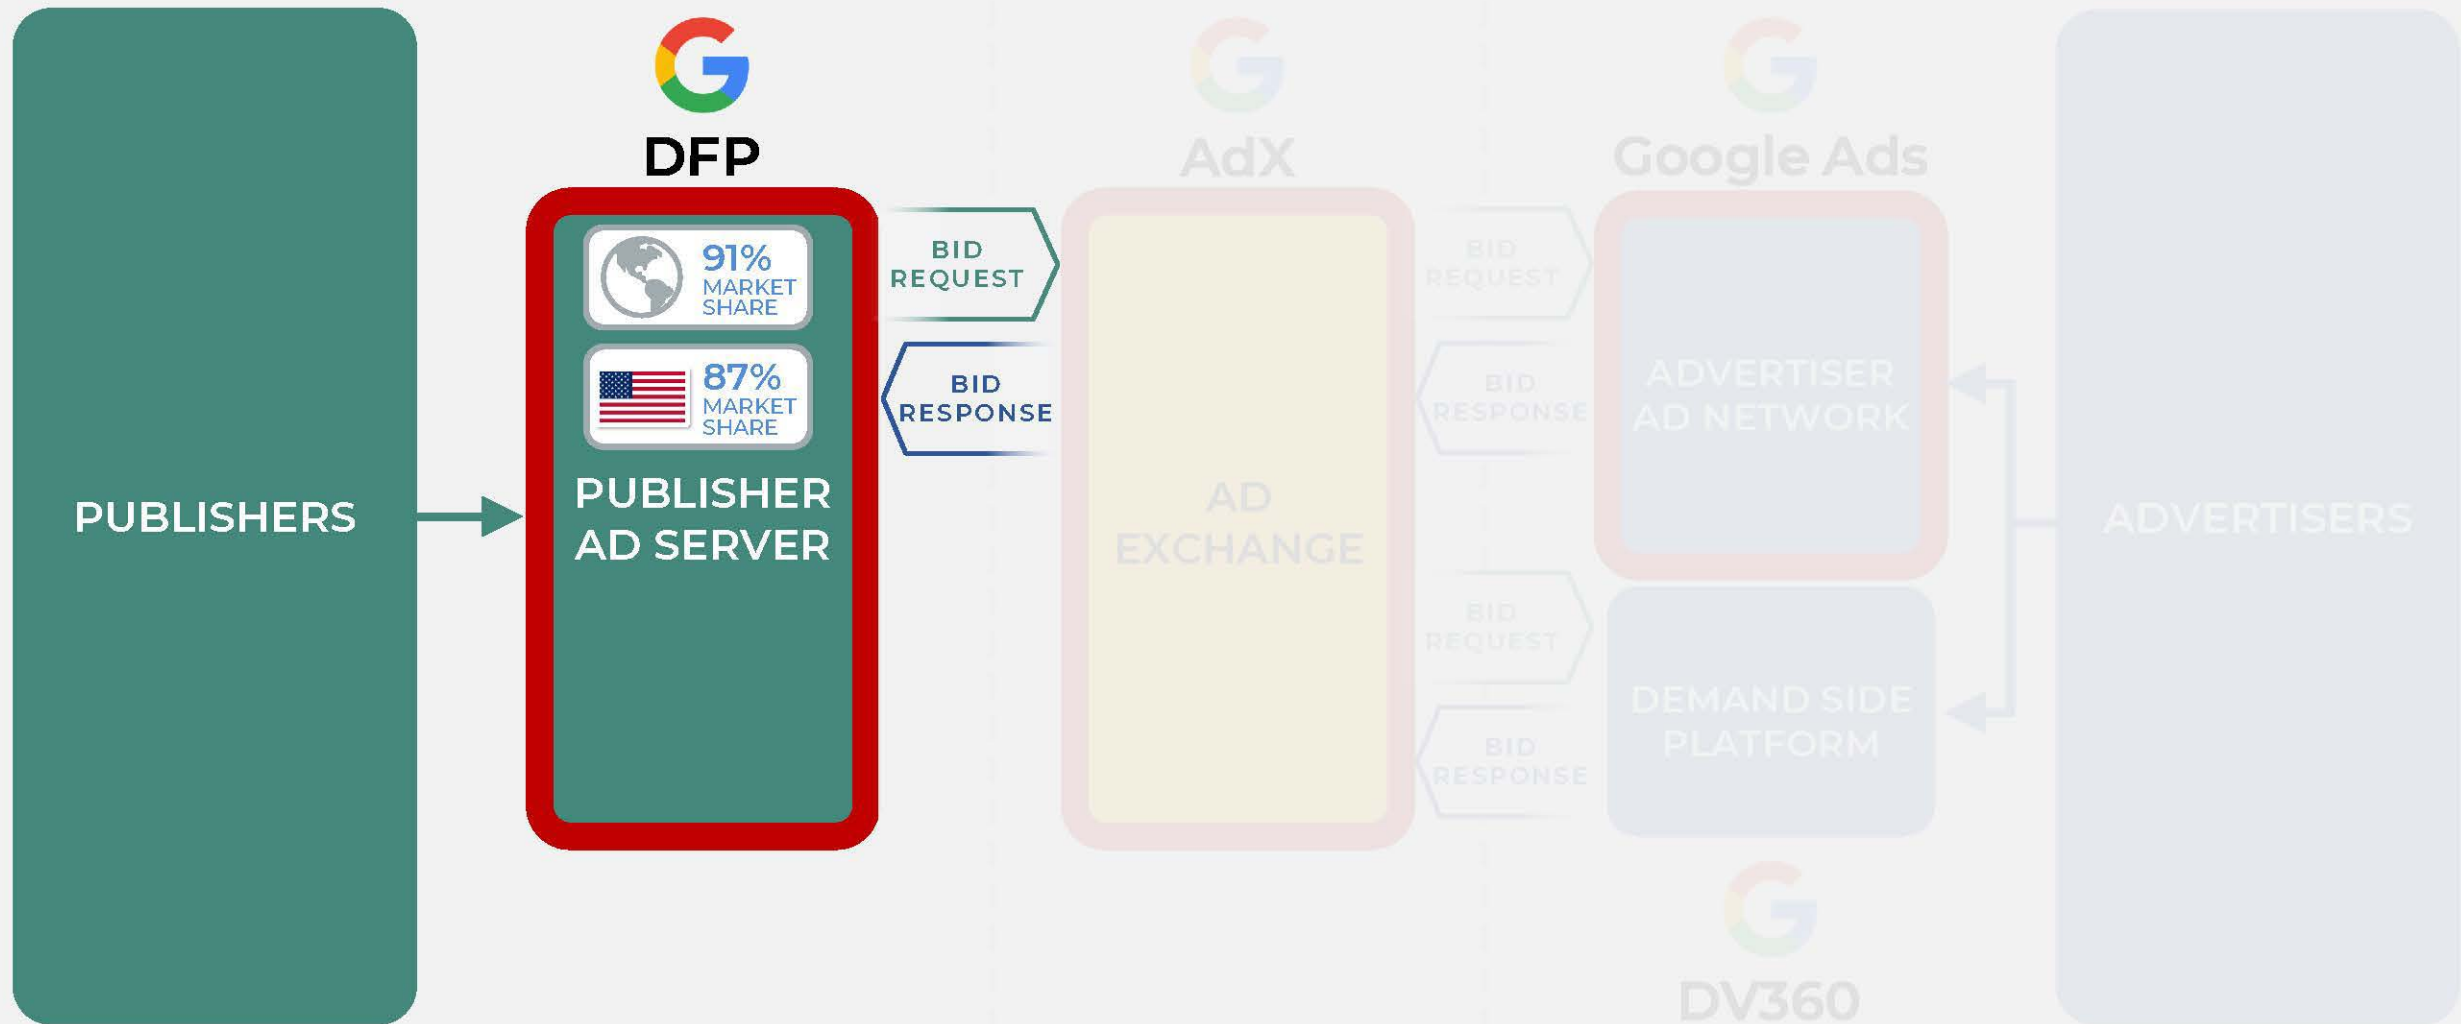 DFP
91%
MARKET
SHARE
87%
MARKET
SHARE
PUBLISHERS
PUBLISHER
AD SERVER
BID
REQUEST
BID
RESPONSE
AdX
AD
EXCHANGE
BID
REQUEST
BID
RESPONSE
BID
REQUEST
BID
RESPONSE
Google Ads
ADVERTISER
AD NETWORK
DEMAND SIDE
PLATFORM
DV360
ADVERTISERS